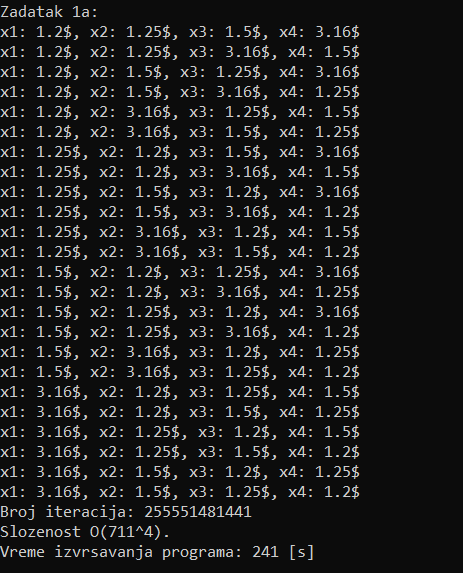 Zadatak 1a:
x1: 1.2$, x2: 1.25$, x3: 1.5$, x4: 3.16$
x1: 1.2$, x2: 1.25$, x3: 3.16$, x4: 1.5$
x1: 1.2$, x2: 1.5$, x3: 1.25$, x4: 3.16$
x1: 1.2$, x2: 1.5$, x3: 3.16$, x4: 1.25$
x1: 1.2$, x2: 3.16$, x3: 1.25$, x4: 1.5$
x1: 1.2$, x2: 3.16$, x3: 1.5$, x4: 1.25$
x1: 1.25$, x2: 1.2$, x3: 1.5$, x4: 3.16$
x1: 1.25$, x2: 1.2$, x3: 3.16$, x4: 1.5$
x1: 1.25$, x2: 1.5$, x3: 1.2$, x4: 3.16$
x1: 1.25$, x2: 1.5$, x3: 3.16$, x4: 1.2$
x1: 1.25$, x2: 3.16$, x3: 1.2$, x4: 1.5$
x1: 1.25$, x2: 3.16$, x3: 1.5$, x4: 1.2$
x1: 1.5$, x2: 1.2$, x3: 1.25$, x4: 3.16$
x1: 1.5$, x2: 1.2$, x3: 3.16$, x4: 1.25$
x1: 1.5$, x2: 1.25$, x3: 1.2$, x4: 3.16$
x1: 1.5$, x2: 1.25$, x3: 3.16$, x4: 1.2$
x1: 1.5$, x2: 3.16$, x3: 1.2$, x4: 1.25$
x1: 1.5$, x2: 3.16$, x3: 1.25$, x4: 1.2$
x1: 3.16$, x2: 1.2$, x3: 1.25$, x4: 1.5$
x1: 3.16$, x2: 1.2$, x3: 1.5$, x4: 1.25$
x1: 3.16$, x2: 1.25$, x3: 1.2$, x4: 1.5$
x1: 3.16$, x2: 1.25$, x3: 1.5$, x4: 1.2$
x1: 3.16$, x2: 1.5$, x3: 1.2$, x4: 1.25$
x1: 3.16$, x2: 1.5$, x3: 1.25$, x4: 1.2$
Broj iteracija: 255551481441
Slozenost O(711^4).
Vreme izvrsavanja programa: 241 [s]